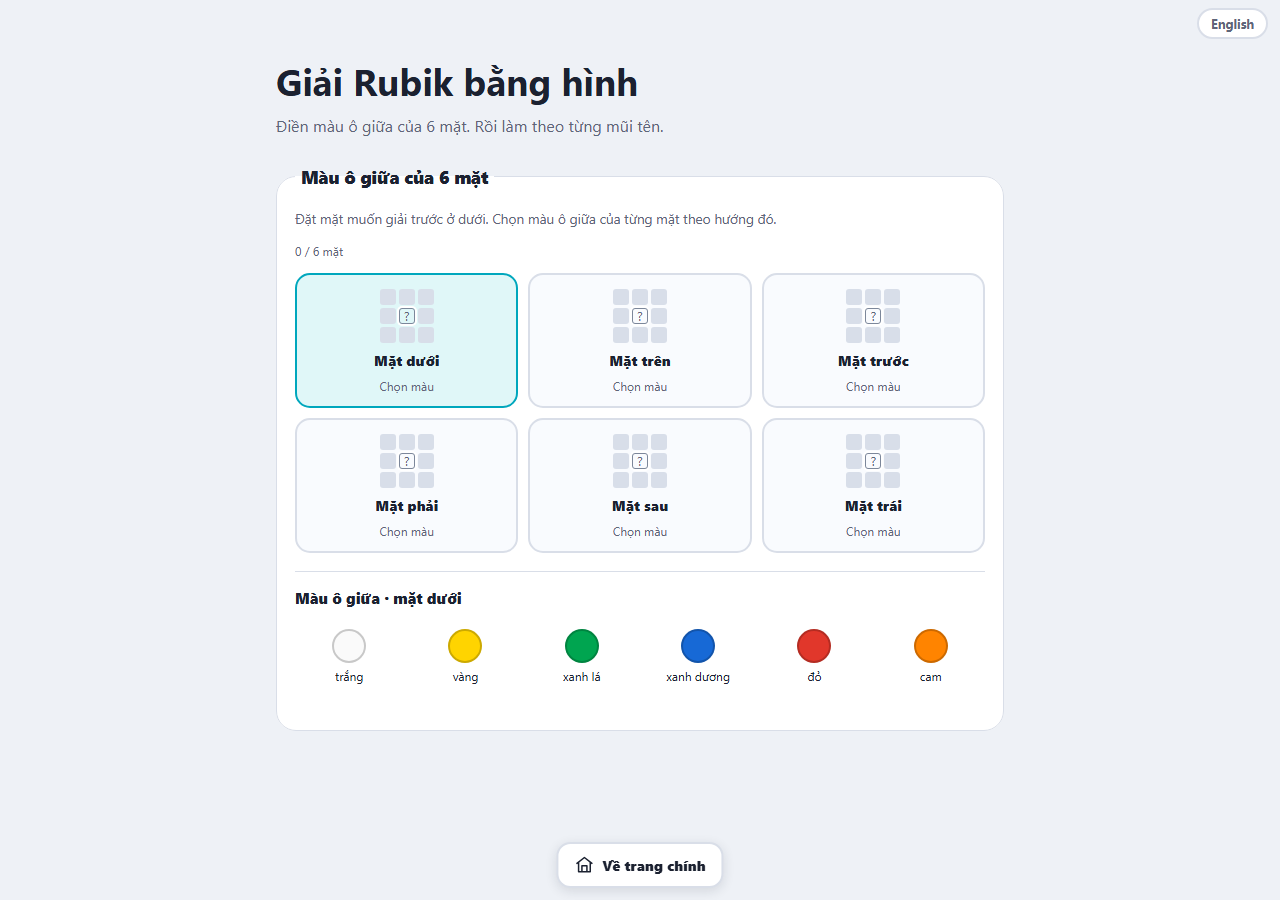 English
Giải Rubik bằng hình
Điền màu ô giữa của 6 mặt. Rồi làm theo từng mũi tên.
Màu ô giữa của 6 mặt
Đặt mặt muốn giải trước ở dưới. Chọn màu ô giữa của từng mặt theo hướng đó.
0 / 6 mặt
?
?
?
Mặt dưới
Mặt trên
Mặt trước
Chọn màu
Chọn màu
Chọn màu
?
?
?
Mặt phải
Mặt sau
Mặt trái
Chọn màu
Chọn màu
Chọn màu
Màu ô giữa · mặt dưới
trắng
vàng
xanh lá
xanh dương
đỏ
cam
Về trang chính